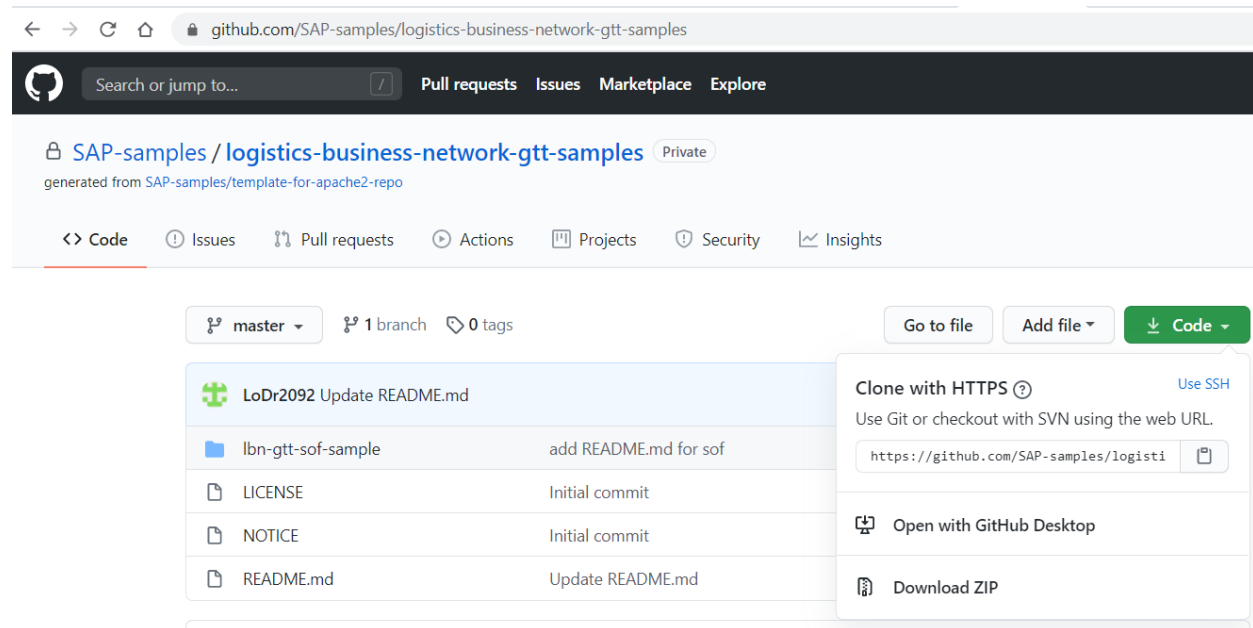 github.com/SAP-samples/logistics-business-network-gtt-samples
Search or jump to... / Pull requests Issues Marketplace Explore
SAP-samples / logistics-business-network-gtt-samples Private
generated from SAP-samples/template-for-apache2-repo
<> Code Issues Pull requests Actions Projects Security Insights
master 1 branch 0 tags Go to file Add file Code
LoDr2092 Update README.md
Clone with HTTPS ? Use SSH
Use Git or checkout with SVN using the web URL.
lbn-gtt-sof-sample add README.md for sof
https://github.com/SAP-samples/logisti
LICENSE Initial commit
NOTICE Initial commit
Open with GitHub Desktop
README.md Update README.md
Download ZIP